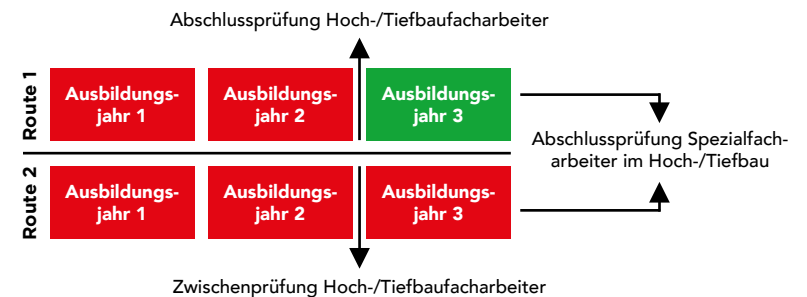 Abschlussprüfung Hoch-/Tiefbaufacharbeiter
Route 1
Ausbildungs-
jahr 1
Ausbildungs-
jahr 2
Ausbildungs-
jahr 3
Abschlussprüfung Spezialfach-
arbeiter im Hoch-/Tiefbau
Route 2
Ausbildungs-
jahr 1
Ausbildungs-
jahr 2
Ausbildungs-
jahr 3
Zwischenprüfung Hoch-/Tiefbaufacharbeiter